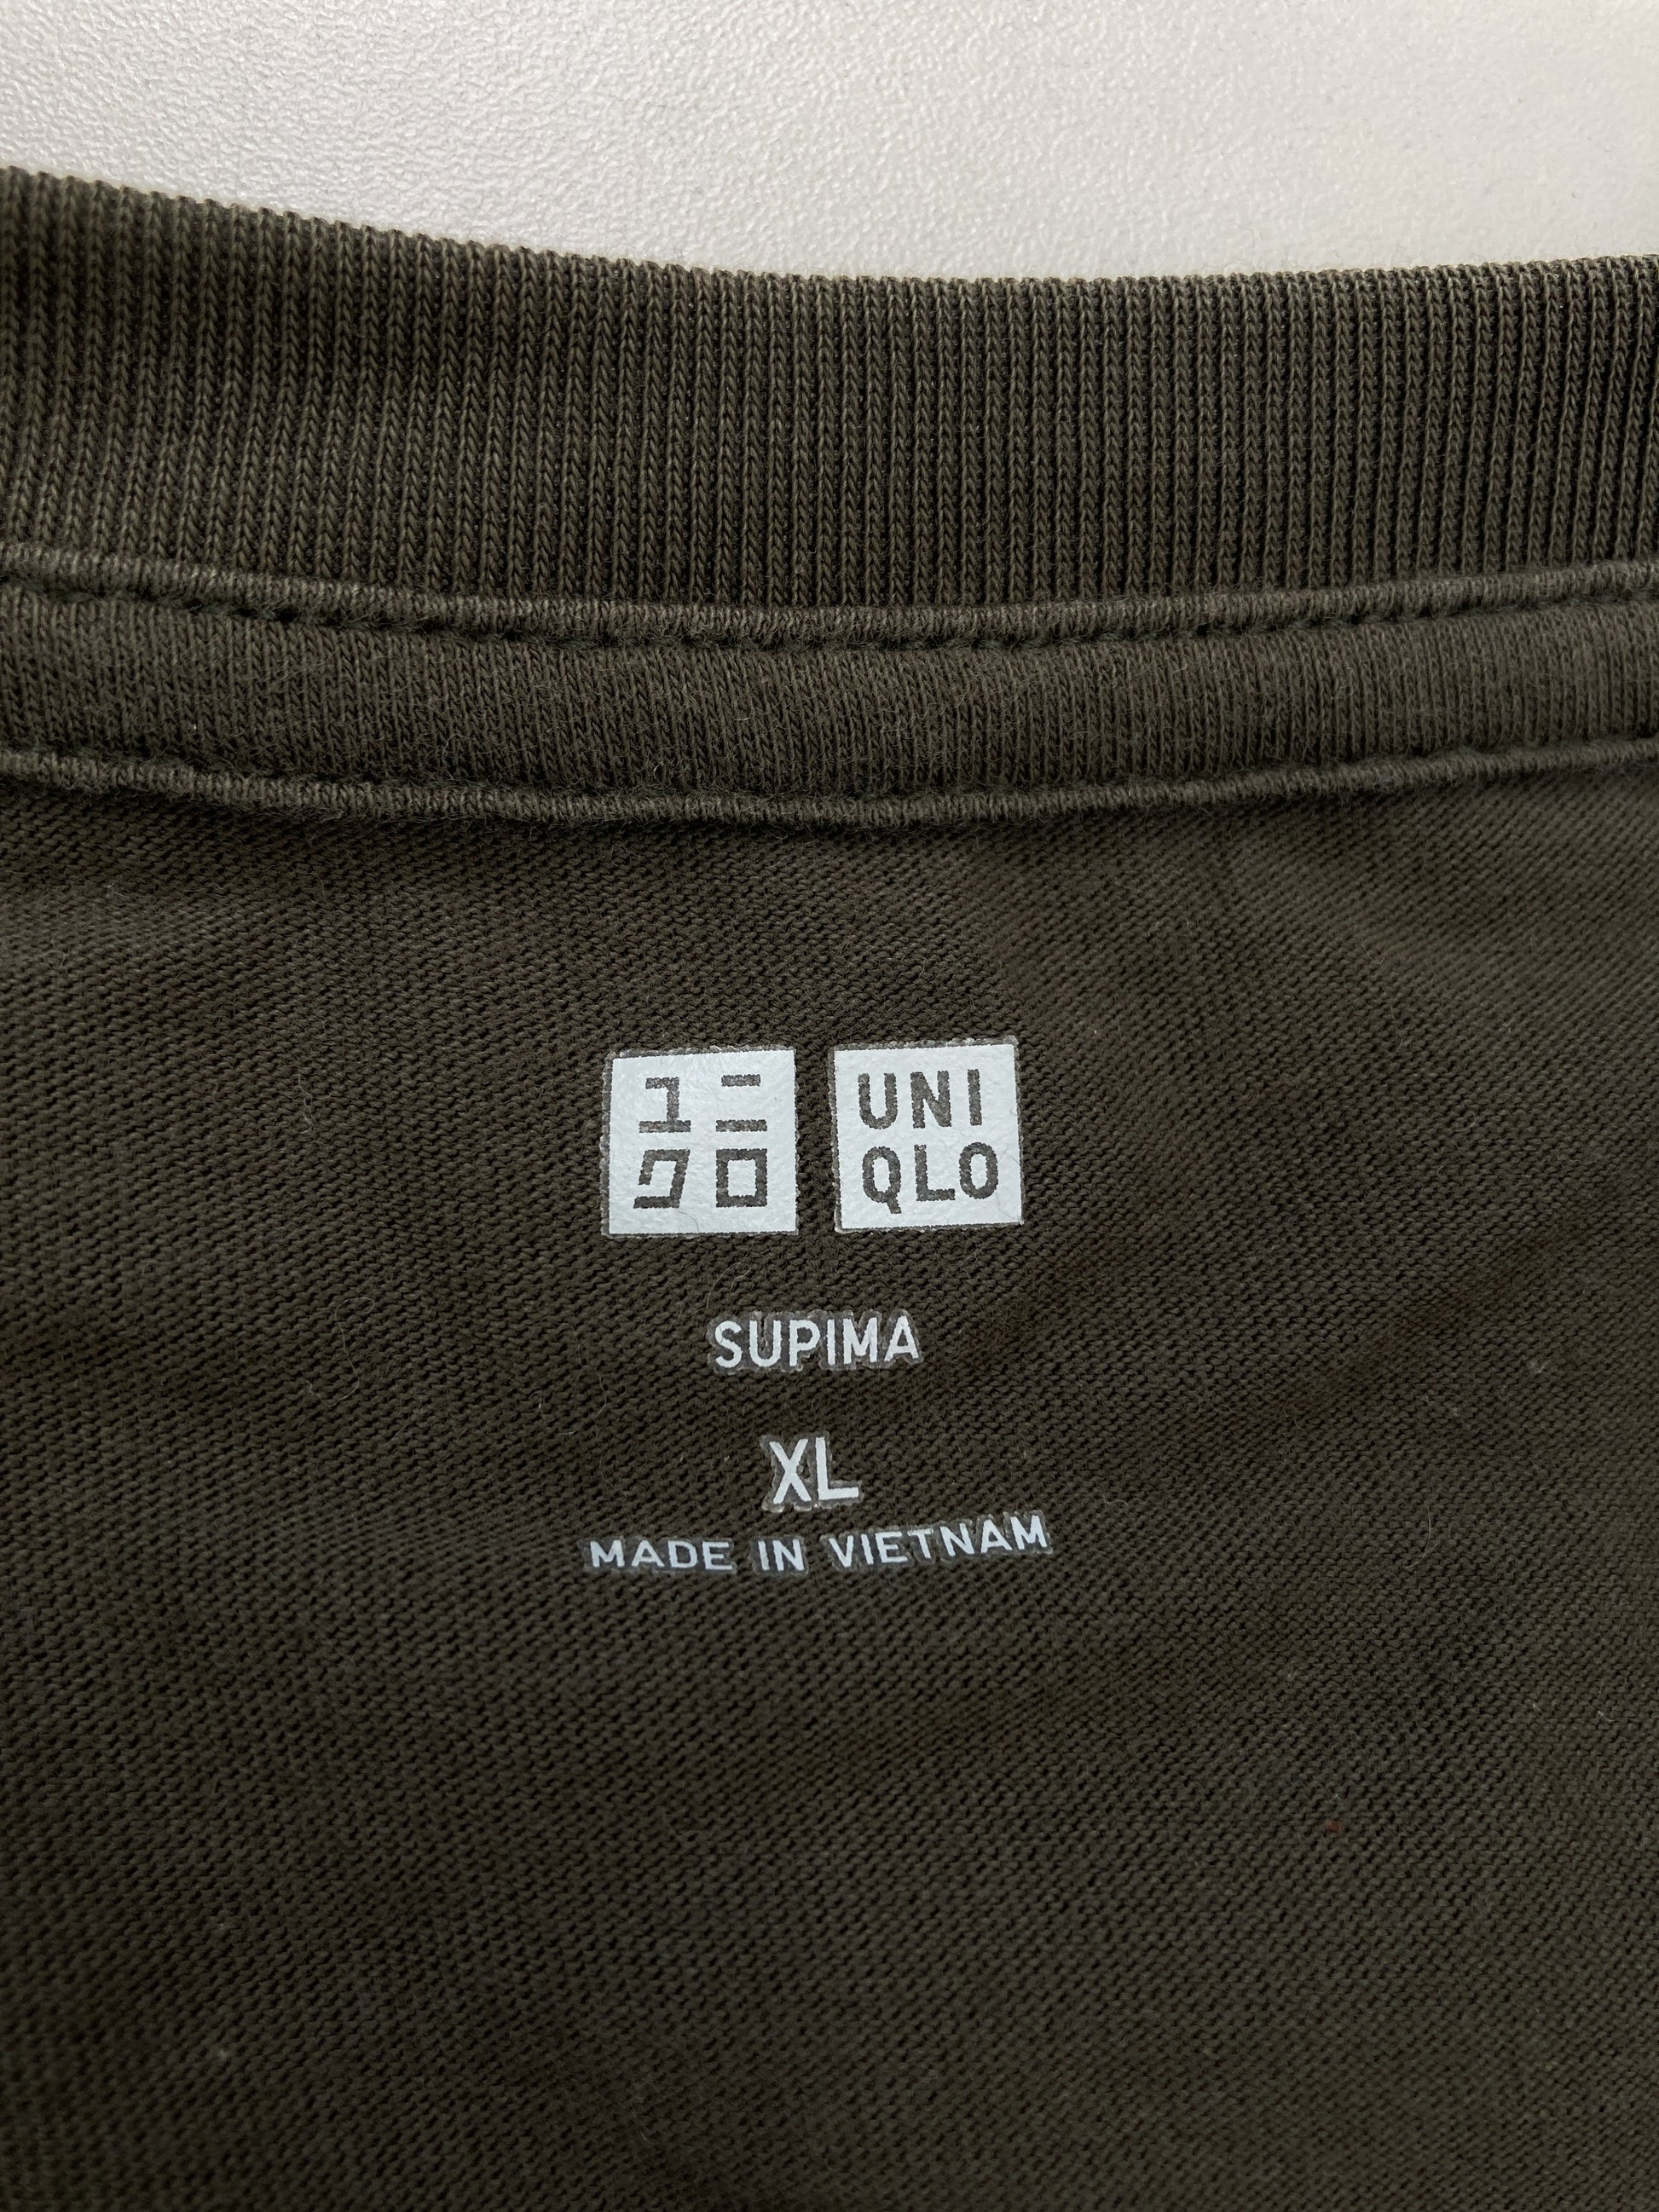 ユニ
クロ
UNI
QLO
SUPIMA
XL
MADE IN VIETNAM